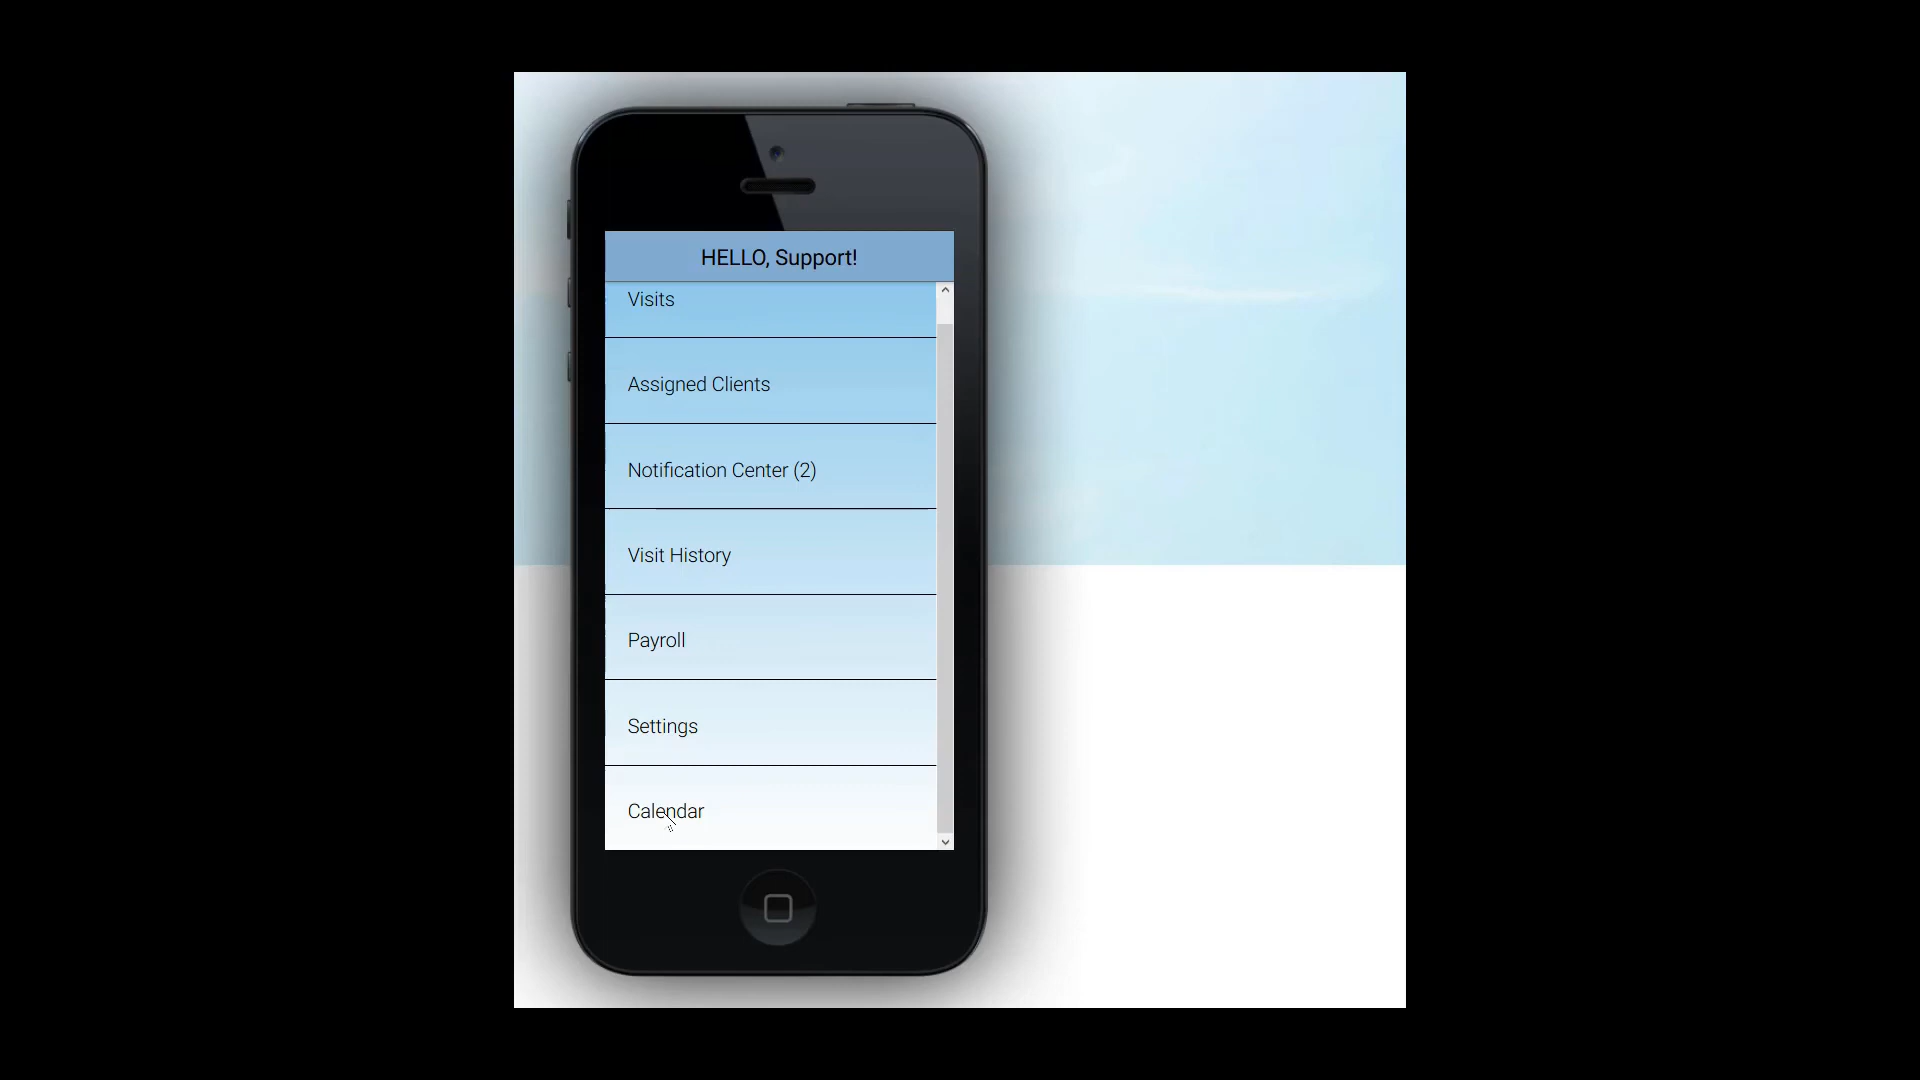 HELLO, Support!
Visits
Assigned Clients
Notification Center (2)
Visit History
Payroll
Settings
Calendar